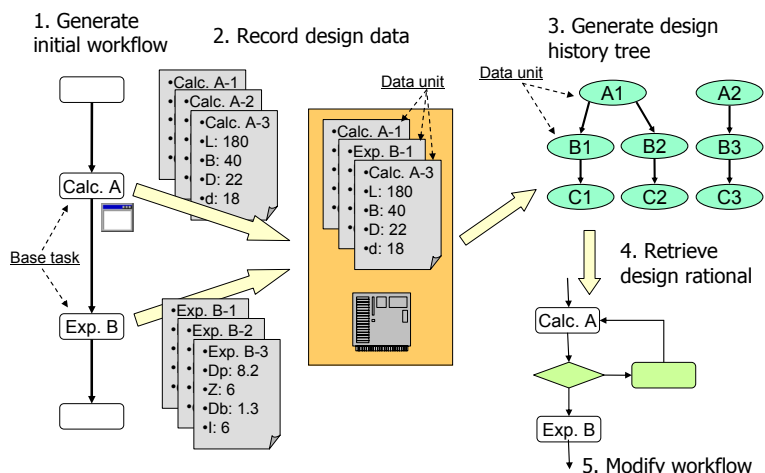 1. Generate
initial workflow
2. Record design data
3. Generate design
history tree
•Calc. A-1
•Calc. A-2
•Calc. A-3
•L: 180
•B: 40
•D: 22
•d: 18
Calc. A
Base task
Exp. B
•Exp. B-1
•Exp. B-2
•Exp. B-3
•Dp: 8.2
•Z: 6
•Db: 1.3
•I: 6
Data unit
•Calc. A-1
•Exp. B-1
•Calc. A-3
•L: 180
•B: 40
•D: 22
•d: 18
Data unit
A1
A2
B1
B2
B3
C1
C2
C3
4. Retrieve
design rational
Calc. A
Exp. B
5. Modify workflow